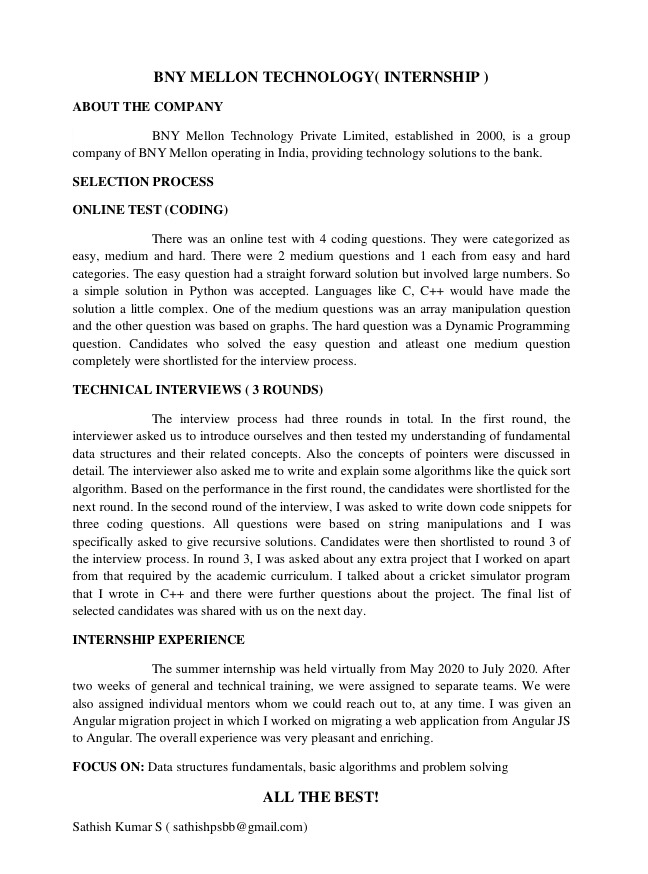 BNY MELLON TECHNOLOGY( INTERNSHIP )
ABOUT THE COMPANY
BNY Mellon Technology Private Limited, established in 2000, is a group
company of BNY Mellon operating in India, providing technology solutions to the bank.
SELECTION PROCESS
ONLINE TEST (CODING)
There was an online test with 4 coding questions. They were categorized as
easy, medium and hard. There were 2 medium questions and 1 each from easy and hard
categories. The easy question had a straight forward solution but involved large numbers. So
a simple solution in Python was accepted. Languages like C, C++ would have made the
solution a little complex. One of the medium questions was an array manipulation question
and the other question was based on graphs. The hard question was a Dynamic Programming
question. Candidates who solved the easy question and atleast one medium question
completely were shortlisted for the interview process.
TECHNICAL INTERVIEWS ( 3 ROUNDS)
The interview process had three rounds in total. In the first round, the
interviewer asked us to introduce ourselves and then tested my understanding of fundamental
data structures and their related concepts. Also the concepts of pointers were discussed in
detail. The interviewer also asked me to write and explain some algorithms like the quick sort
algorithm. Based on the performance in the first round, the candidates were shortlisted for the
next round. In the second round of the interview, I was asked to write down code snippets for
three coding questions. All questions were based on string manipulations and I was
specifically asked to give recursive solutions. Candidates were then shortlisted to round 3 of
the interview process. In round 3, I was asked about any extra project that I worked on apart
from that required by the academic curriculum. I talked about a cricket simulator program
that I wrote in C++ and there were further questions about the project. The final list of
selected candidates was shared with us on the next day.
INTERNSHIP EXPERIENCE
The summer internship was held virtually from May 2020 to July 2020. After
two weeks of general and technical training, we were assigned to separate teams. We were
also assigned individual mentors whom we could reach out to, at any time. I was given an
Angular migration project in which I worked on migrating a web application from Angular JS
to Angular. The overall experience was very pleasant and enriching.
FOCUS ON: Data structures fundamentals, basic algorithms and problem solving
ALL THE BEST!
Sathish Kumar S ( sathishpsbb@gmail.com)